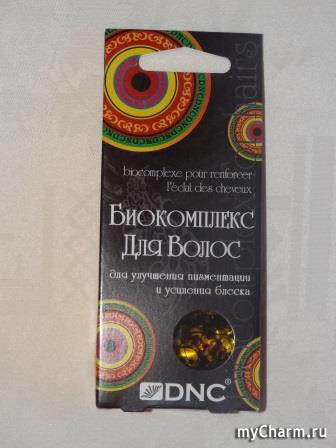 biocomplexe pour renforcer
l'éclat des cheveux
Биокомплекс
Для Волос
для улучшения пигментации
и усиления блеска
DNC®
myCharm.ru